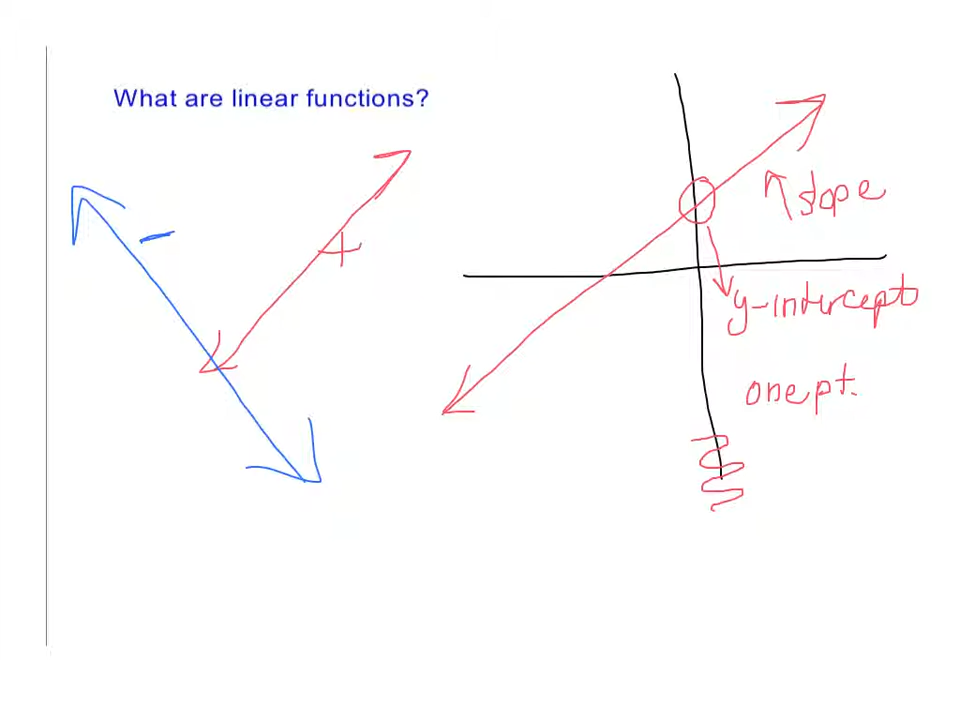 What are linear functions?
slope
-
+
y-intercept
one pt.